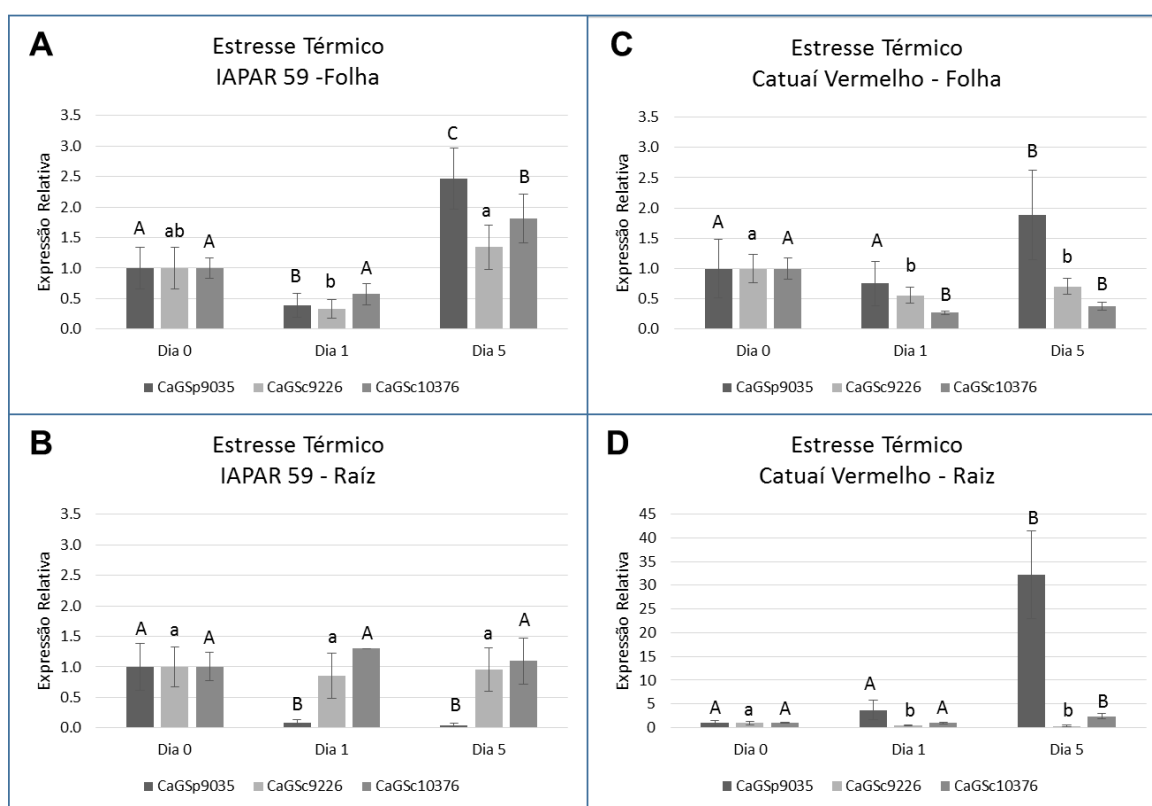 A
Estresse Térmico
IAPAR 59 -Folha
Expressão Relativa
3.5
3.0
2.5
2.0
1.5
1.0
0.5
0.0
A ab A
B b A
C a B
Dia 0 Dia 1 Dia 5
CaGSp9035 CaGSc9226 CaGSc10376
C
Estresse Térmico
Catuaí Vermelho - Folha
Expressão Relativa
3.5
3.0
2.5
2.0
1.5
1.0
0.5
0.0
A a A
A b B
B b B
Dia 0 Dia 1 Dia 5
CaGSp9035 CaGSc9226 CaGSc10376
B
Estresse Térmico
IAPAR 59 - Raíz
Expressão Relativa
3.5
3.0
2.5
2.0
1.5
1.0
0.5
0.0
A a A
B a A
B a A
Dia 0 Dia 1 Dia 5
CaGSp9035 CaGSc9226 CaGSc10376
D
Estresse Térmico
Catuaí Vermelho - Raiz
Expressão Relativa
45
40
35
30
25
20
15
10
5
0
A a A
A b A
B b B
Dia 0 Dia 1 Dia 5
CaGSp9035 CaGSc9226 CaGSc10376